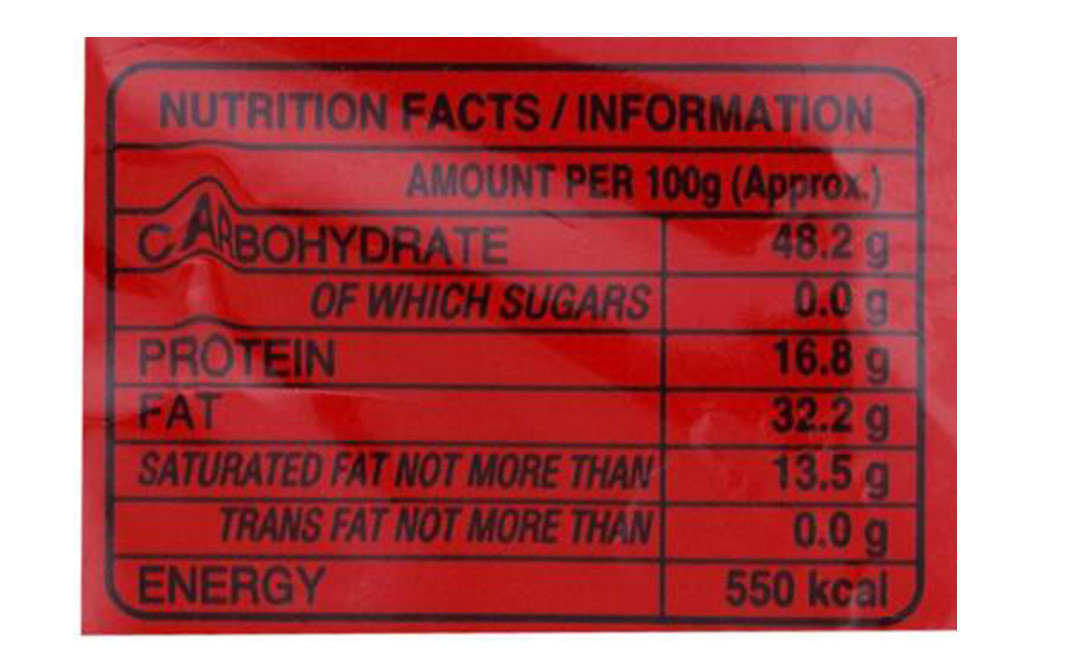 NUTRITION FACTS / INFORMATION
AMOUNT PER 100g (Approx.)
CARBOHYDRATE 48.2 g
OF WHICH SUGARS 0.0 g
PROTEIN 16.8 g
FAT 32.2 g
SATURATED FAT NOT MORE THAN 13.5 g
TRANS FAT NOT MORE THAN 0.0 g
ENERGY 550 kcal